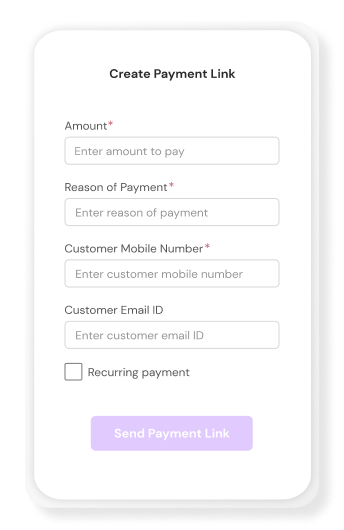 Create Payment Link
Amount*
Enter amount to pay
Reason of Payment*
Enter reason of payment
Customer Mobile Number*
Enter customer mobile number
Customer Email ID
Enter customer email ID
Recurring payment
Send Payment Link